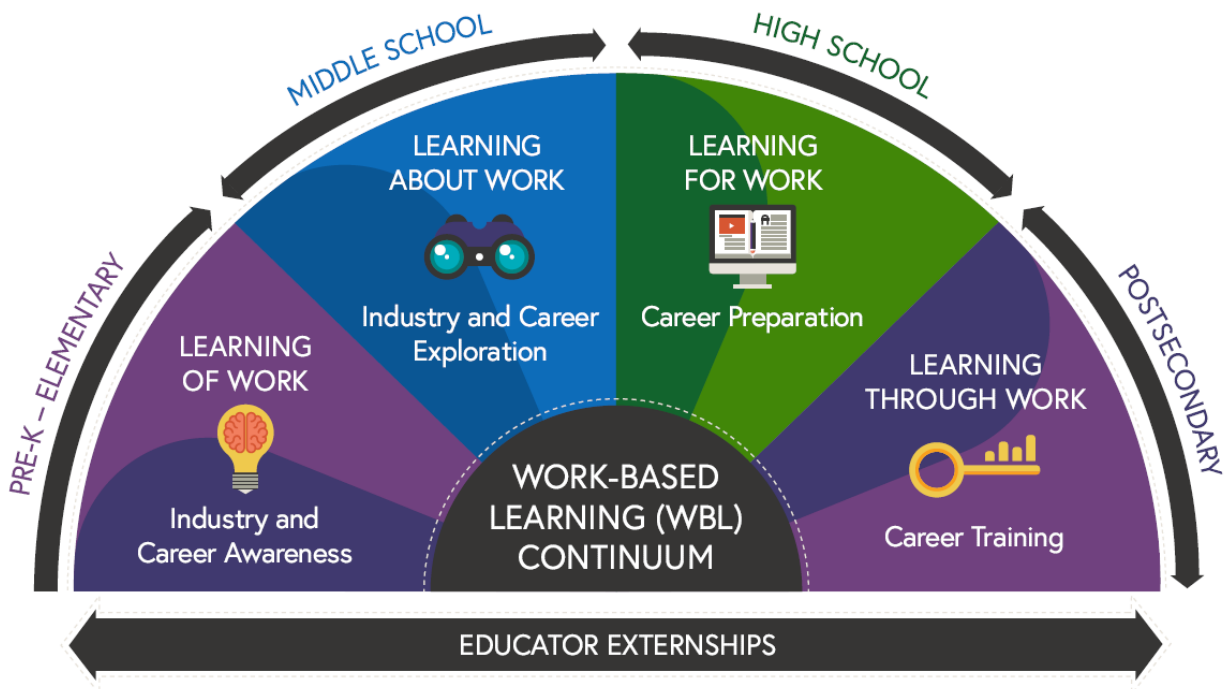 PRE-K – ELEMENTARY
MIDDLE SCHOOL
HIGH SCHOOL
POSTSECONDARY
LEARNING
OF WORK
Industry and
Career Awareness
LEARNING
ABOUT WORK
Industry and Career
Exploration
LEARNING
FOR WORK
Career Preparation
LEARNING
THROUGH WORK
Career Training
WORK-BASED
LEARNING (WBL)
CONTINUUM
EDUCATOR EXTERNSHIPS